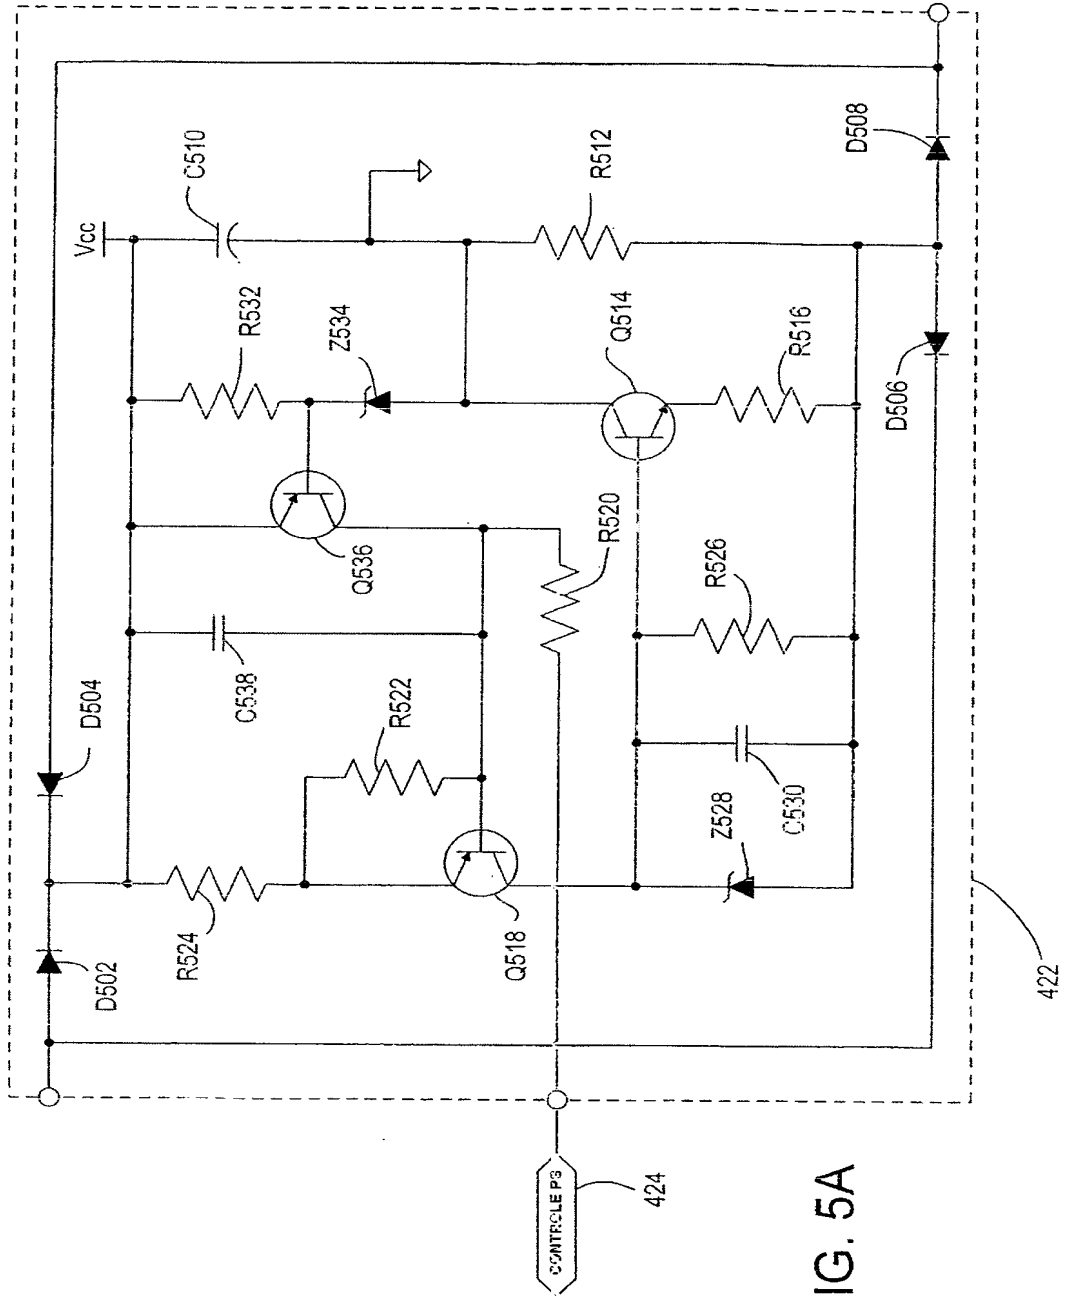 Vcc
C510
R532
Z534
R512
D508
Q514
R516
D506
Q536
R520
C538
R526
R522
D504
Z528
C530
R524
Q518
D502
422
CONTROLE PS
424
IG. 5A